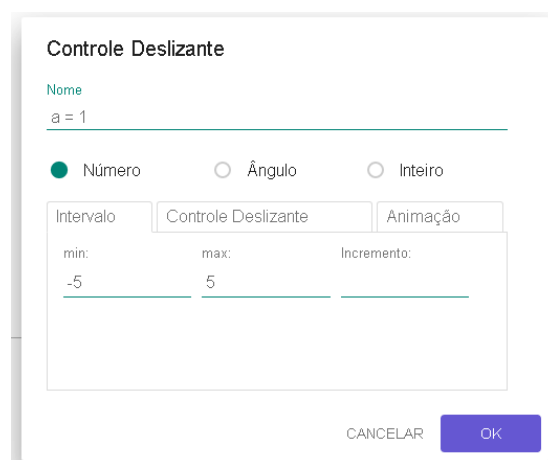 Controle Deslizante
Nome
a = 1
Número Ângulo Inteiro
Intervalo Controle Deslizante Animação
min: max: Incremento:
-5 5
CANCELAR OK